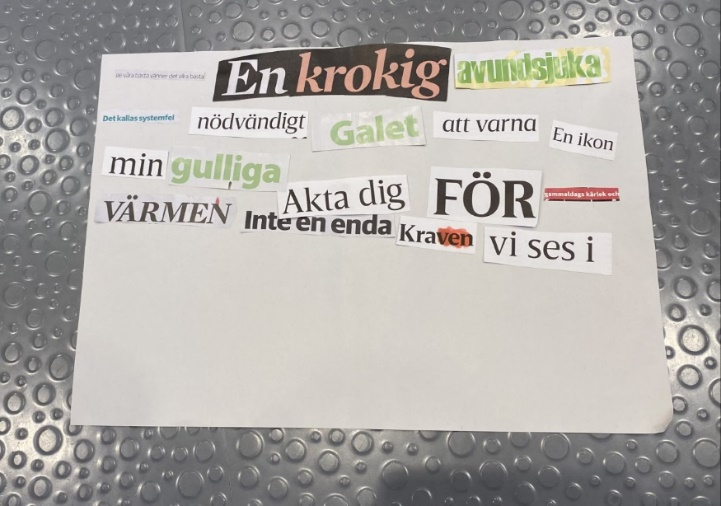 En krokig avundsjuka
Det kallas systemfel nödvändigt Galet att varna En ikon
min gulliga Akta dig FÖR gammaldags kärlek och
VÄRMEN Inte en enda Kraven vi ses i